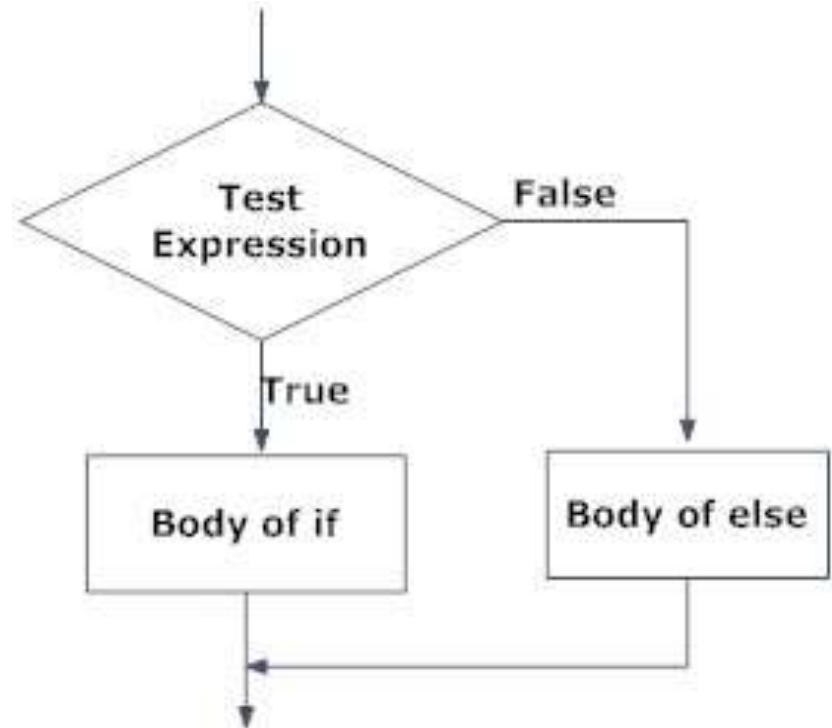 Test
Expression
False
True
Body of if
Body of else